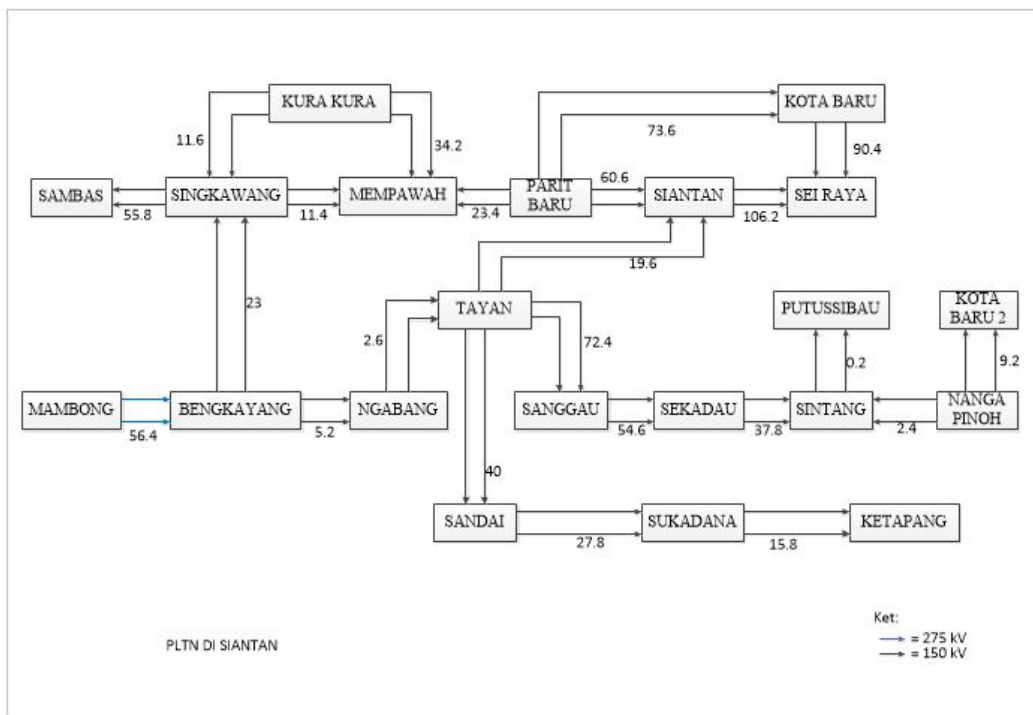 KURA KURA
KOTA BARU
11.6
34.2
73.6
90.4
SAMBAS
SINGKAWANG
MEMPAWAH
PARIT
BARU
60.6
SIANTAN
SEI RAYA
55.8
11.4
23.4
106.2
19.6
23
TAYAN
PUTUSSIBAU
KOTA
BARU 2
2.6
72.4
0.2
9.2
MAMBONG
BENGKAYANG
NGABANG
SANGGAU
SEKADAU
SINTANG
NANGA
PINOH
56.4
5.2
54.6
37.8
2.4
40
SANDAI
SUKADANA
KETAPANG
27.8
15.8
Ket:
= 275 kV
= 150 kV
PLTN DI SIANTAN